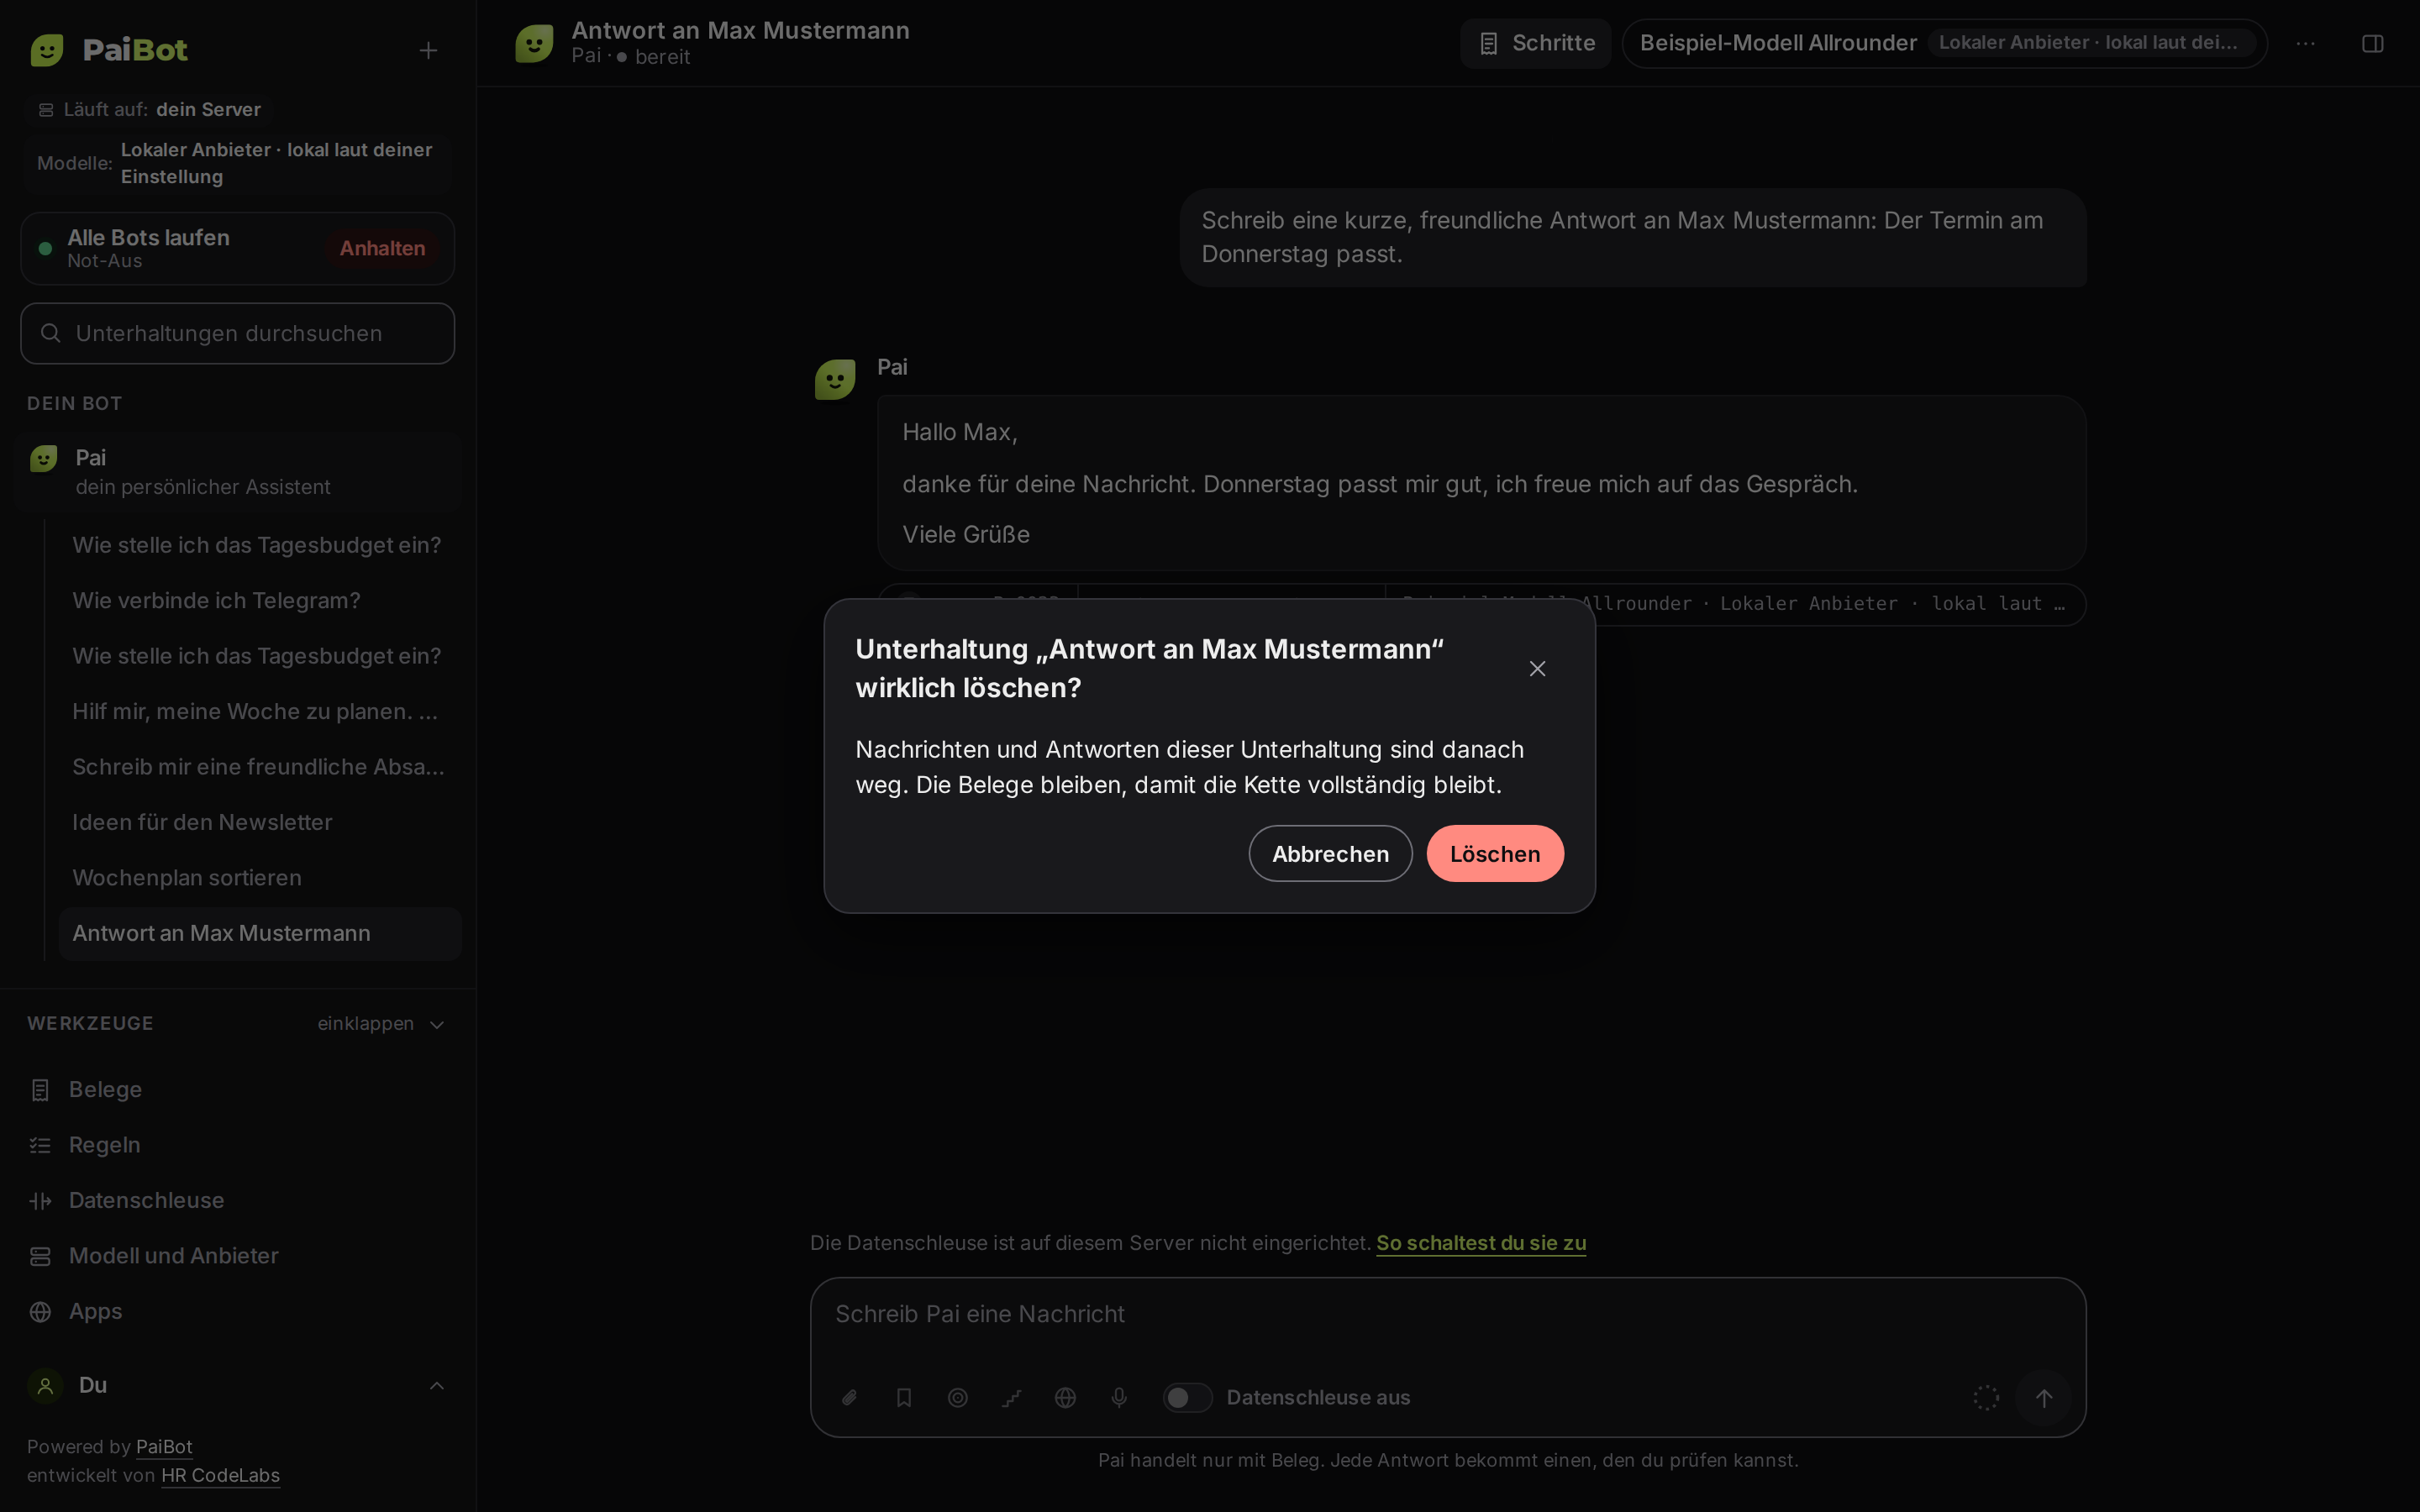 PaiBot
Läuft auf: dein Server
Modelle: Lokaler Anbieter · lokal laut deiner
Einstellung
Alle Bots laufen
Not-Aus
Anhalten
Unterhaltungen durchsuchen
DEIN BOT
Pai
dein persönlicher Assistent
Wie stelle ich das Tagesbudget ein?
Wie verbinde ich Telegram?
Wie stelle ich das Tagesbudget ein?
Hilf mir, meine Woche zu planen. ...
Schreib mir eine freundliche Absa...
Ideen für den Newsletter
Wochenplan sortieren
Antwort an Max Mustermann
WERKZEUGE
einklappen
Belege
Regeln
Datenschleuse
Modell und Anbieter
Apps
Du
Powered by PaiBot
entwickelt von HR CodeLabs
Antwort an Max Mustermann
Pai · bereit
Schritte
Beispiel-Modell Allrounder
Lokaler Anbieter · lokal laut dei...
Schreib eine kurze, freundliche Antwort an Max Mustermann: Der Termin am
Donnerstag passt.
Pai
Hallo Max,
danke für deine Nachricht. Donnerstag passt mir gut, ich freue mich auf das Gespräch.
Viele Grüße
Allrounder · Lokaler Anbieter · lokal laut …
Unterhaltung „Antwort an Max Mustermann“
wirklich löschen?
Nachrichten und Antworten dieser Unterhaltung sind danach
weg. Die Belege bleiben, damit die Kette vollständig bleibt.
Abbrechen
Löschen
Die Datenschleuse ist auf diesem Server nicht eingerichtet. So schaltest du sie zu
Schreib Pai eine Nachricht
Datenschleuse aus
Pai handelt nur mit Beleg. Jede Antwort bekommt einen, den du prüfen kannst.